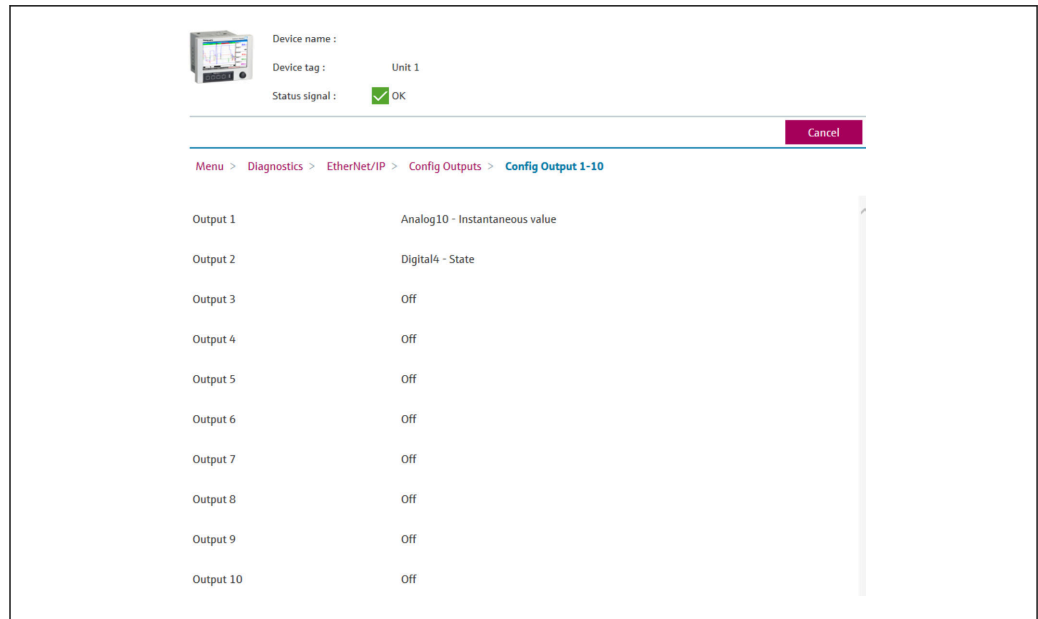 Device name :
Device tag : Unit 1
Status signal : OK
Cancel
Menu > Diagnostics > EtherNet/IP > Config Outputs > Config Output 1-10
Output 1 Analog10 - Instantaneous value
Output 2 Digital4 - State
Output 3 Off
Output 4 Off
Output 5 Off
Output 6 Off
Output 7 Off
Output 8 Off
Output 9 Off
Output 10 Off